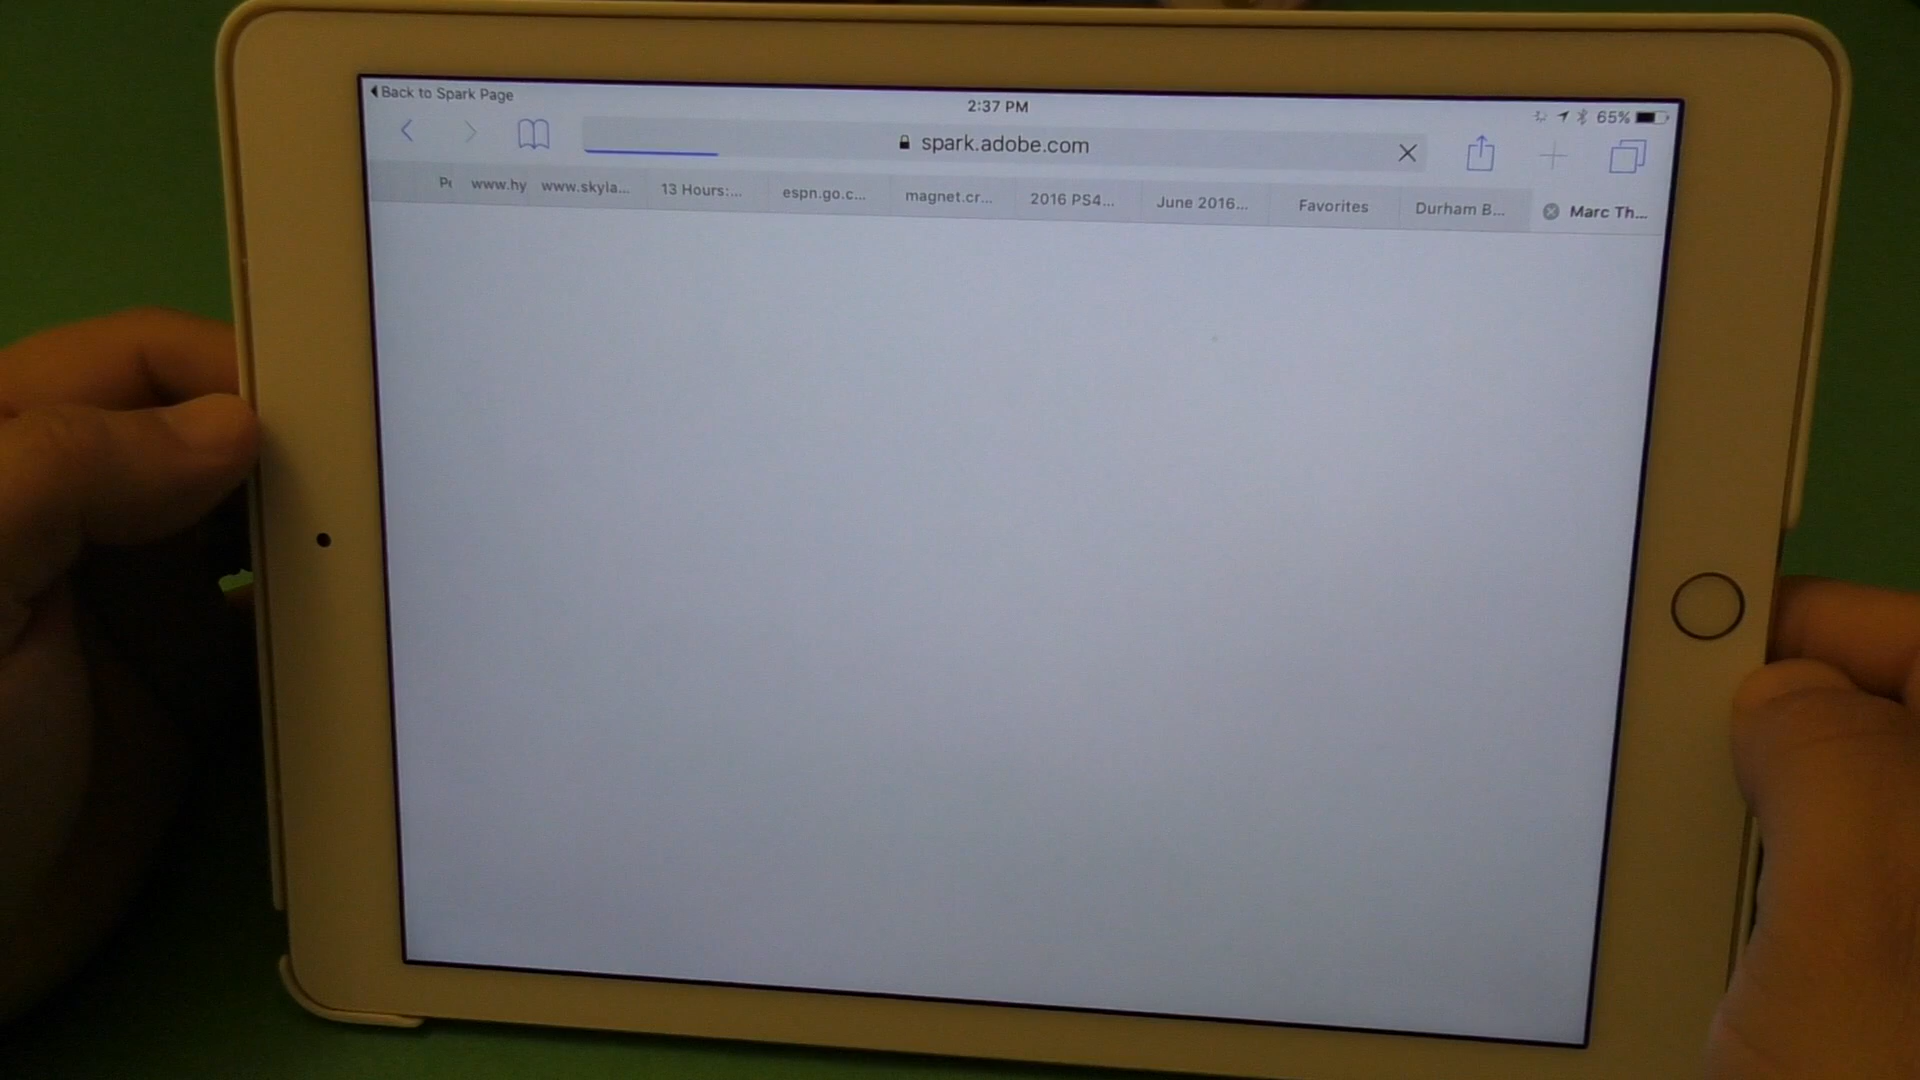 Back to Spark Page
2:37 PM
65%
spark.adobe.com
www.hy www.skyla... 13 Hours:... espn.go.c... magnet.cr... 2016 PS4... June 2016... Favorites Durham B... Marc Th...